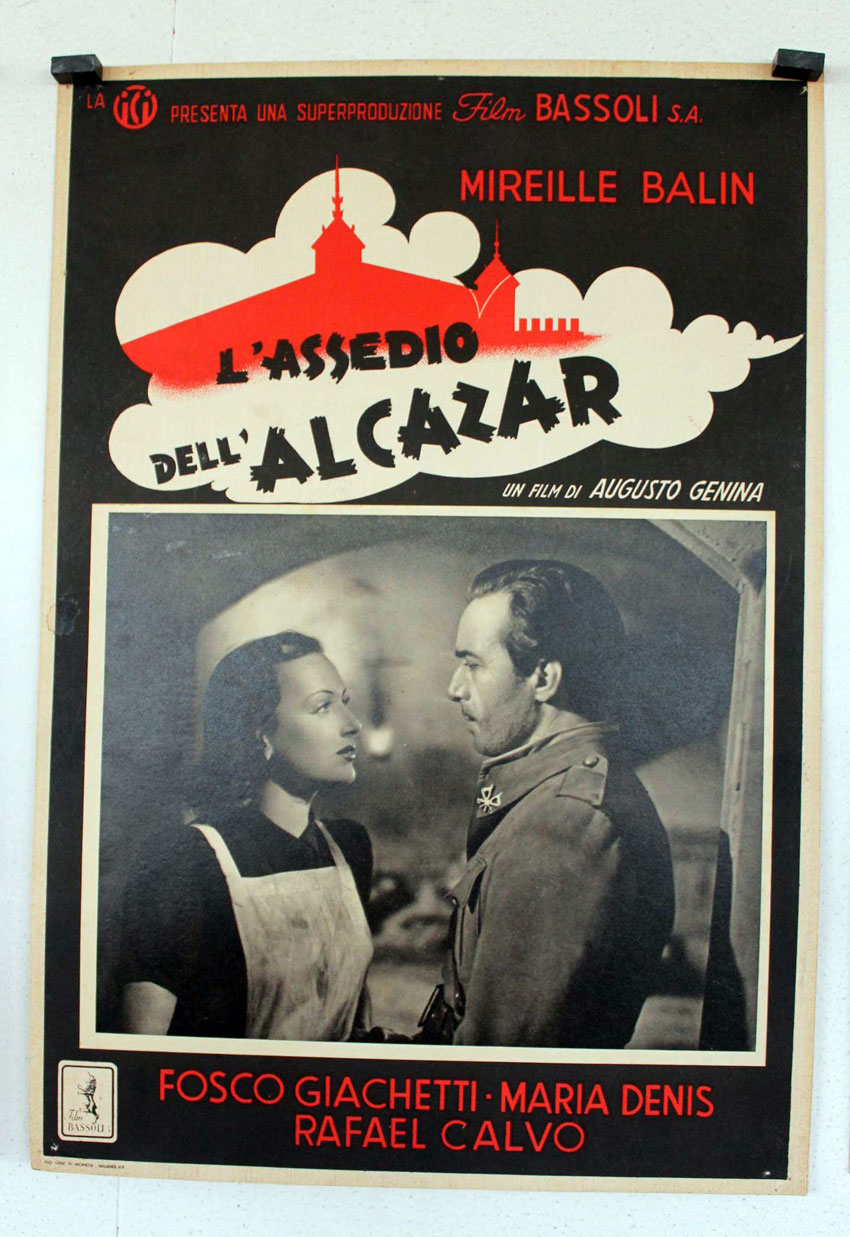 LA ICI PRESENTA UNA SUPERPRODUZIONE Film BASSOLI S.A.
MIREILLE BALIN
L'ASSEDIO
DELL'ALCAZAR
UN FILM DI AUGUSTO GENINA
FOSCO GIACHETTI · MARIA DENIS
RAFAEL CALVO
Film
BASSOLI